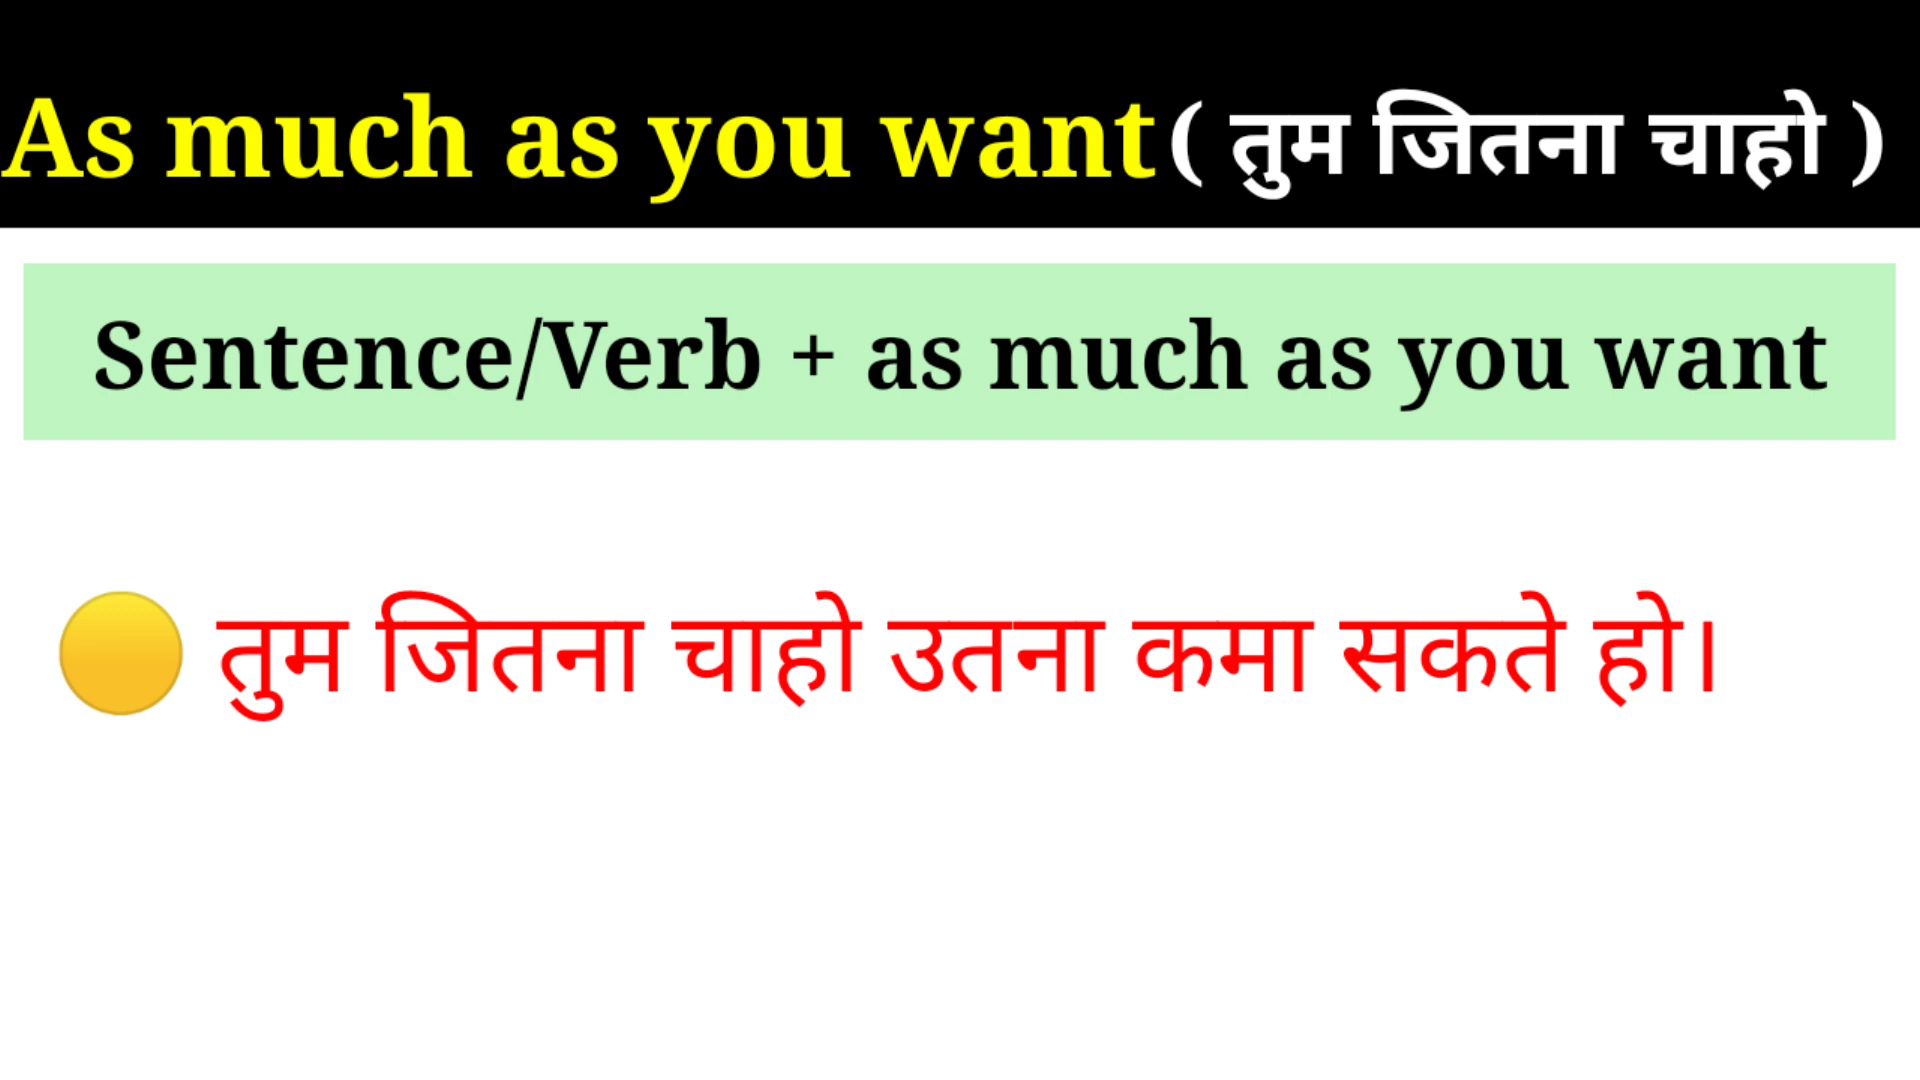 As much as you want ( तुम जितना चाहो )
Sentence/Verb + as much as you want
तुम जितना चाहो उतना कमा सकते हो।